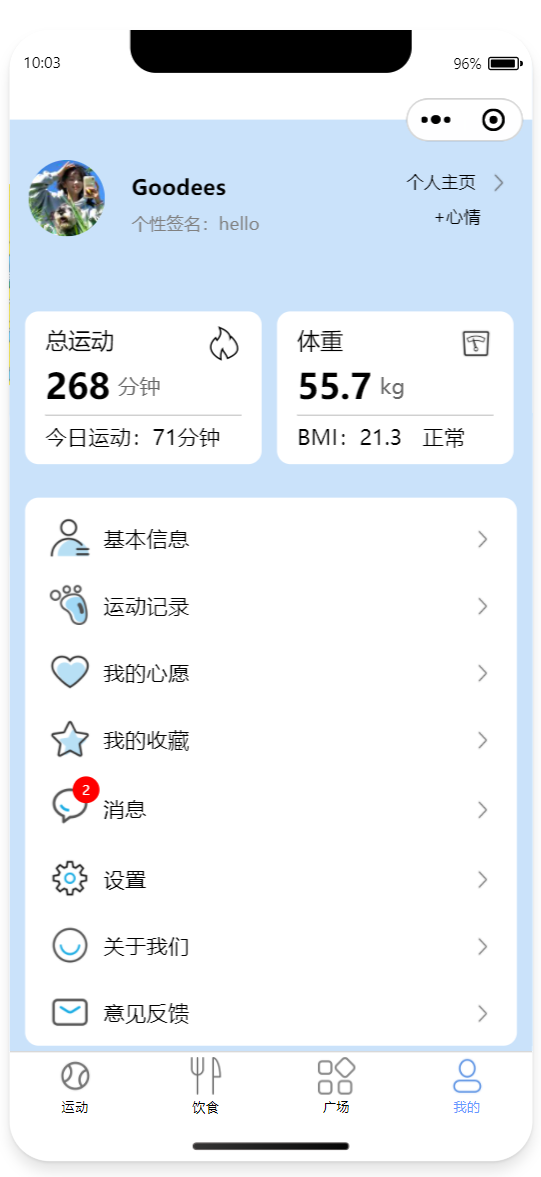 10:03
96%
Goodees
个人主页
个性签名：hello
+心情
总运动
268 分钟
今日运动：71分钟
体重
55.7 kg
BMI：21.3 正常
基本信息
运动记录
我的心愿
我的收藏
2
消息
设置
关于我们
意见反馈
运动 饮食 广场 我的